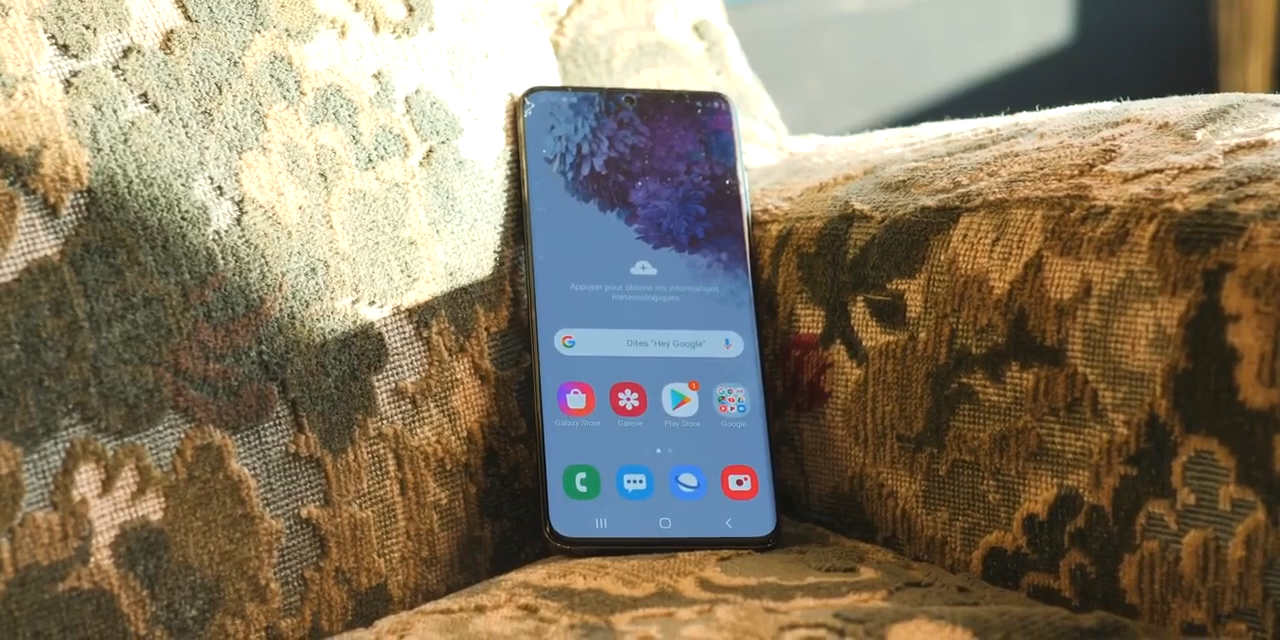 Appuyer pour obtenir les informations
météorologiques
Dites "Hey Google"
1
Galaxy Store Galerie Play Store Google